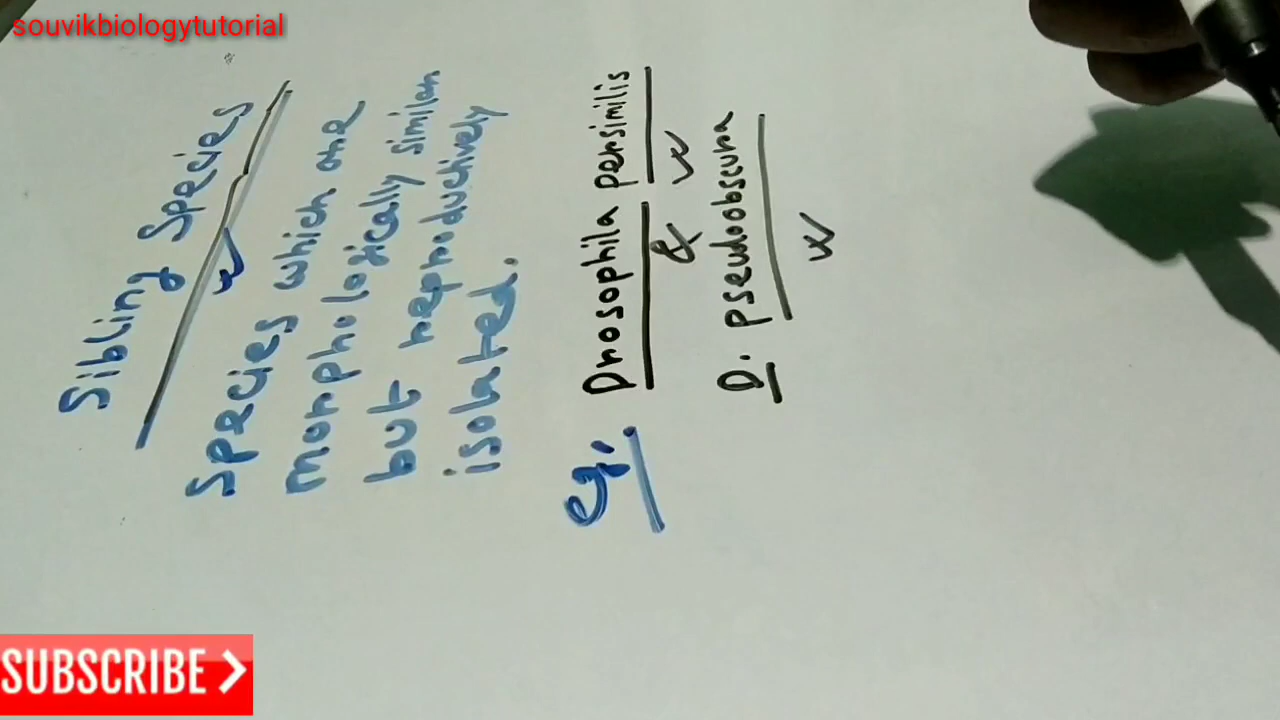 souvikbiologytutorial
Sibling Species
Species which are
morphologically similar
but reproductively
isolated.
eg. Drosophila persimilis
&
D. pseudoobscura
SUBSCRIBE >